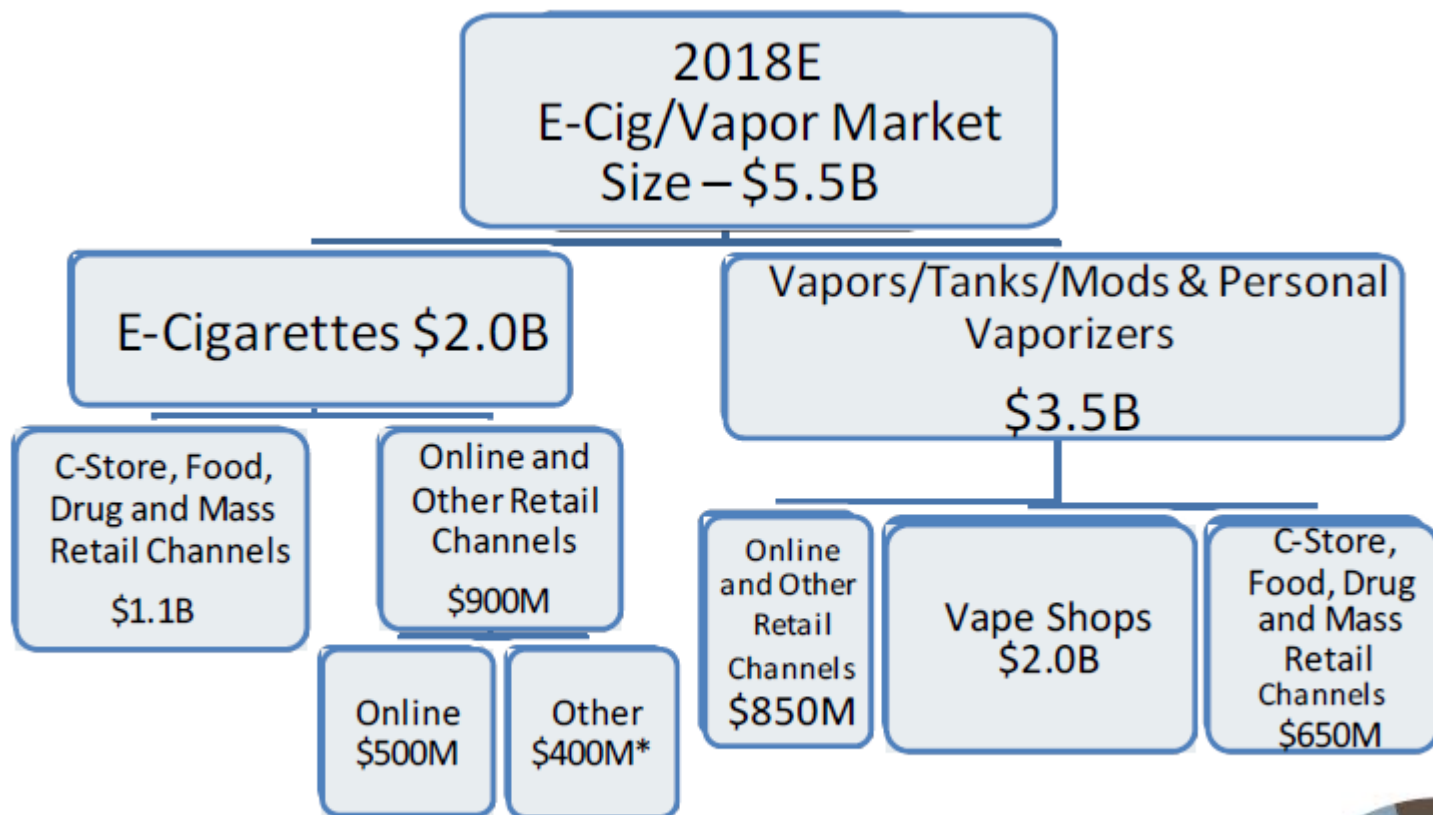 2018E
E-Cig/Vapor Market
Size – $5.5B
E-Cigarettes $2.0B
Vapors/Tanks/Mods & Personal
Vaporizers
$3.5B
C-Store, Food,
Drug and Mass
Retail Channels
$1.1B
Online and
Other Retail
Channels
$900M
Online
$500M
Other
$400M*
Online
and Other
Retail
Channels
$850M
Vape Shops
$2.0B
C-Store,
Food, Drug
and Mass
Retail
Channels
$650M